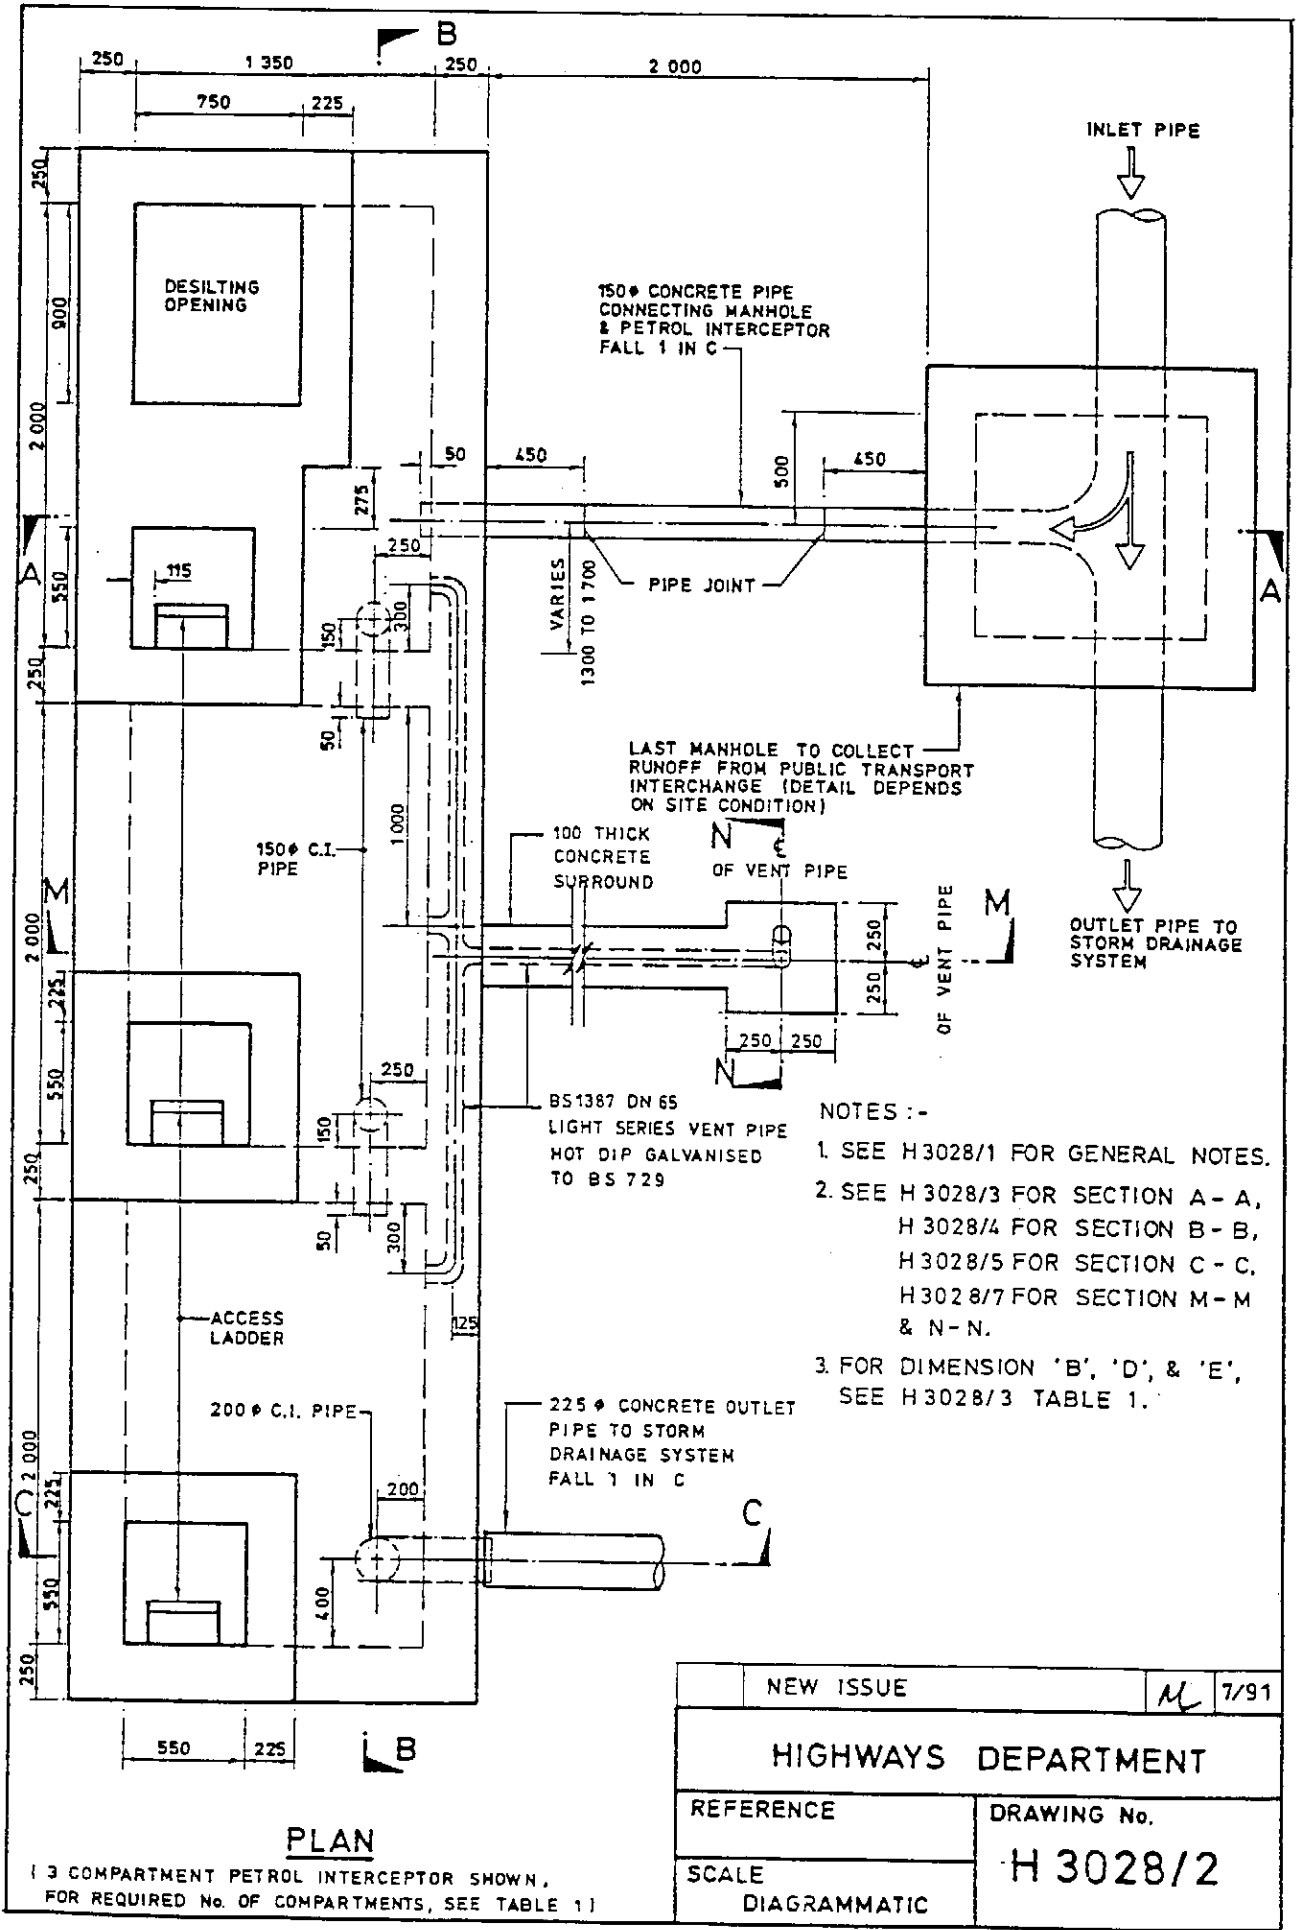 B
250
1 350
250
2 000
750
225
INLET PIPE
250
DESILTING
OPENING
900
2 000
150φ CONCRETE PIPE
CONNECTING MANHOLE
& PETROL INTERCEPTOR
FALL 1 IN C
50
450
500
450
275
A
550
115
250
300
150
VARIES
1300 TO 1 700
PIPE JOINT
A
250
50
LAST MANHOLE TO COLLECT
RUNOFF FROM PUBLIC TRANSPORT
INTERCHANGE (DETAIL DEPENDS
ON SITE CONDITION)
1 000
150φ C.I.
PIPE
100 THICK
CONCRETE
SURROUND
N
℄
OF VENT PIPE
M
2 000
M
250
250
℄
OF VENT PIPE
OUTLET PIPE TO
STORM DRAINAGE
SYSTEM
225
550
250
250
N
250
150
BS1387 DN 65
LIGHT SERIES VENT PIPE
HOT DIP GALVANISED
TO BS 729
250
50
300
NOTES :-
1. SEE H3028/1 FOR GENERAL NOTES.
2. SEE H 3028/3 FOR SECTION A - A,
H 3028/4 FOR SECTION B - B,
H 3028/5 FOR SECTION C - C,
H3028/7 FOR SECTION M - M
& N - N.
3. FOR DIMENSION 'B', 'D', & 'E',
SEE H3028/3 TABLE 1.
ACCESS
LADDER
125
200φ C.I. PIPE
225φ CONCRETE OUTLET
PIPE TO STORM
DRAINAGE SYSTEM
FALL 1 IN C
2 000
225
C
200
C
550
400
250
550
225
B
NEW ISSUE
7/91
HIGHWAYS DEPARTMENT
REFERENCE
DRAWING No.
H 3028/2
SCALE
DIAGRAMMATIC
PLAN
( 3 COMPARTMENT PETROL INTERCEPTOR SHOWN,
FOR REQUIRED No. OF COMPARTMENTS, SEE TABLE 1)